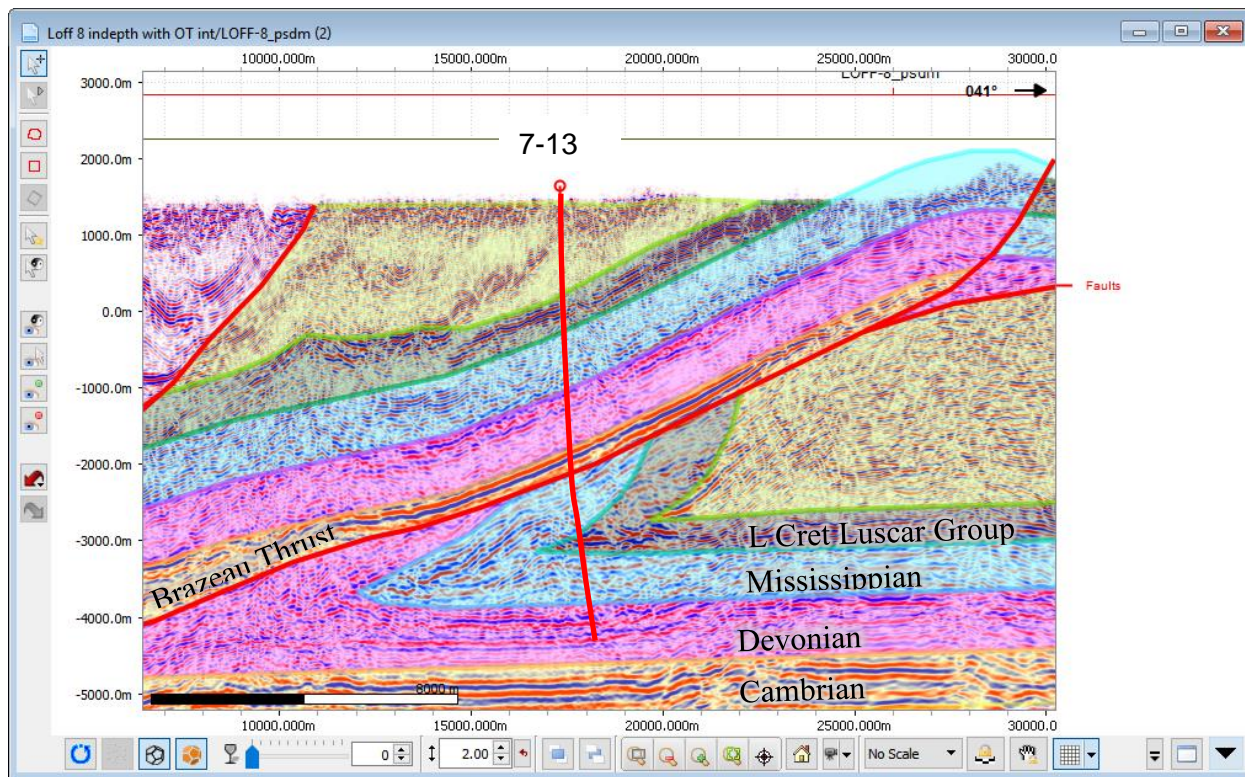 Loff 8 indepth with OT int/LOFF-8_psdm (2)
10000.000m 15000.000m 20000.000m 25000.000m 30000.0
3000.0m
LOFF-8_psdm
041°
7-13
2000.0m
1000.0m
0.0m
Faults
-1000.0m
-2000.0m
-3000.0m
L Cret Luscar Group
Brazean Thrust
Mississippian
-4000.0m
Devonian
-5000.0m
8000 m
Cambrian
10000.000m 15000.000m 20000.000m 25000.000m 30000.0
0 2.00 No Scale